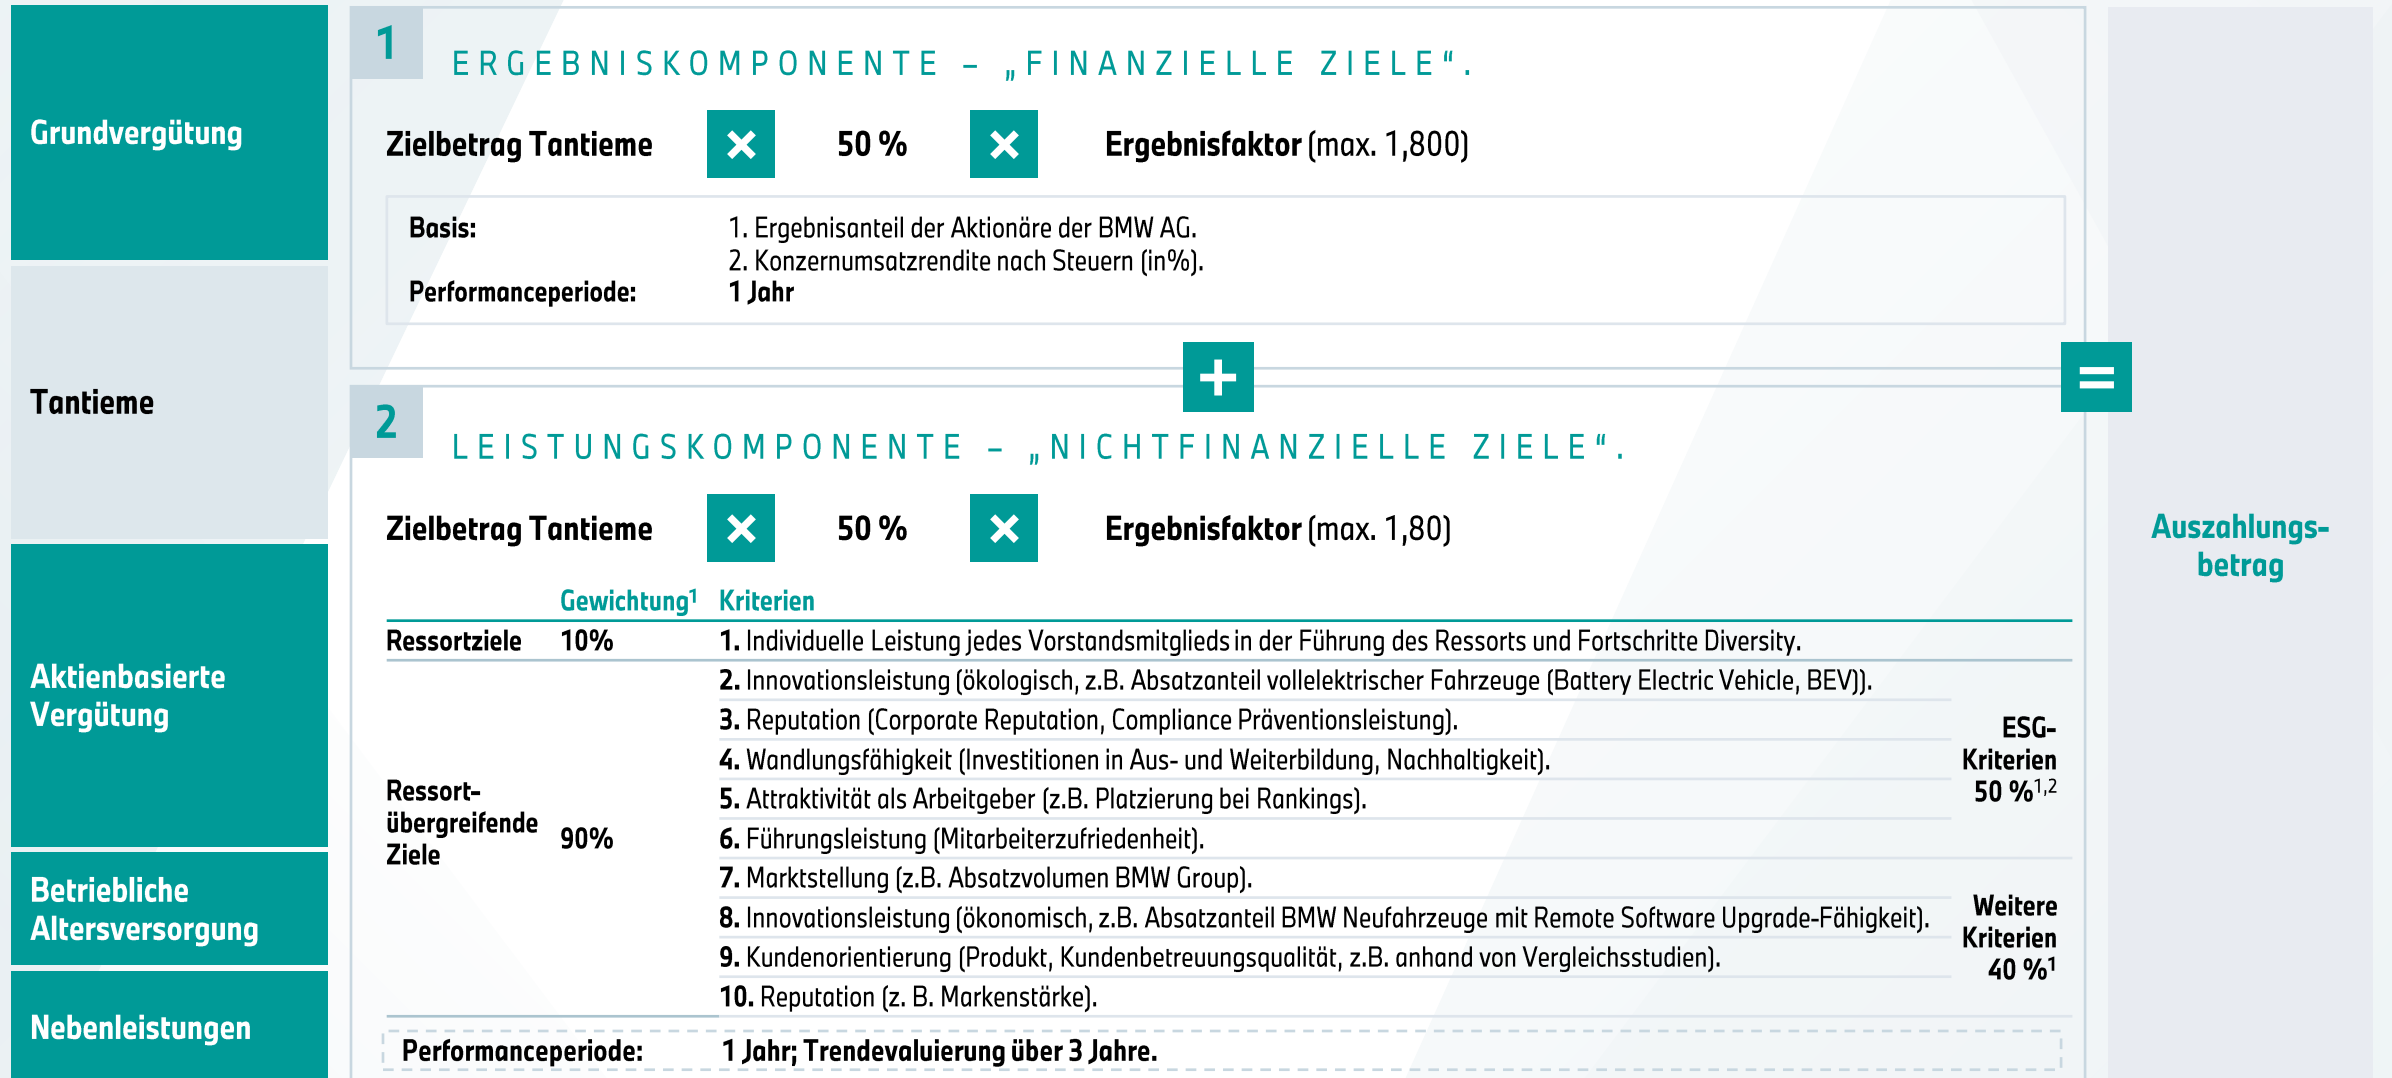 Grundvergütung
Tantieme
Aktienbasierte
Vergütung
Betriebliche
Altersversorgung
Nebenleistungen
1
ERGEBNISKOMPONENTE – „FINANZIELLE ZIELE“.
Zielbetrag Tantieme × 50 % × Ergebnisfaktor (max. 1,800)
Basis: 1. Ergebnisanteil der Aktionäre der BMW AG.
2. Konzernumsatzrendite nach Steuern (in%).
Performanceperiode: 1 Jahr
+
=
2
LEISTUNGSKOMPONENTE – „NICHTFINANZIELLE ZIELE“.
Zielbetrag Tantieme × 50 % × Ergebnisfaktor (max. 1,80)
Gewichtung¹ Kriterien
Ressortziele 10% 1. Individuelle Leistung jedes Vorstandsmitglieds in der Führung des Ressorts und Fortschritte Diversity.
Ressort-
übergreifende
Ziele
90%
2. Innovationsleistung (ökologisch, z.B. Absatzanteil vollelektrischer Fahrzeuge (Battery Electric Vehicle, BEV)).
3. Reputation (Corporate Reputation, Compliance Präventionsleistung).
4. Wandlungsfähigkeit (Investitionen in Aus- und Weiterbildung, Nachhaltigkeit).
5. Attraktivität als Arbeitgeber (z.B. Platzierung bei Rankings).
6. Führungsleistung (Mitarbeiterzufriedenheit).
ESG-
Kriterien
50 %¹,²
7. Marktstellung (z.B. Absatzvolumen BMW Group).
8. Innovationsleistung (ökonomisch, z.B. Absatzanteil BMW Neufahrzeuge mit Remote Software Upgrade-Fähigkeit).
9. Kundenorientierung (Produkt, Kundenbetreuungsqualität, z.B. anhand von Vergleichsstudien).
10. Reputation (z. B. Markenstärke).
Weitere
Kriterien
40 %¹
Performanceperiode: 1 Jahr; Trendevaluierung über 3 Jahre.
Auszahlungs-
betrag